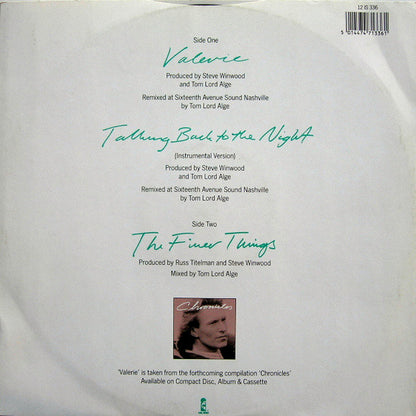 12 IS 336
5 014474 713361
Side One
Valerie
Produced by Steve Winwood
and Tom Lord Alge
Remixed at Sixteenth Avenue Sound Nashville
by Tom Lord Alge
Talking Back to the Night
(Instrumental Version)
Produced by Steve Winwood
and Tom Lord Alge
Remixed at Sixteenth Avenue Sound Nashville
by Tom Lord Alge
Side Two
The Finer Things
Produced by Russ Titelman and Steve Winwood
Mixed by Tom Lord Alge
Chronicles
'Valerie' is taken from the forthcoming compilation 'Chronicles'
Available on Compact Disc, Album & Cassette